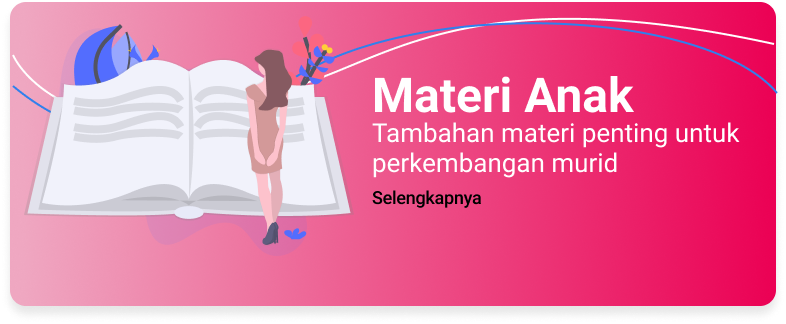 Materi Anak
Tambahan materi penting untuk
perkembangan murid
Selengkapnya